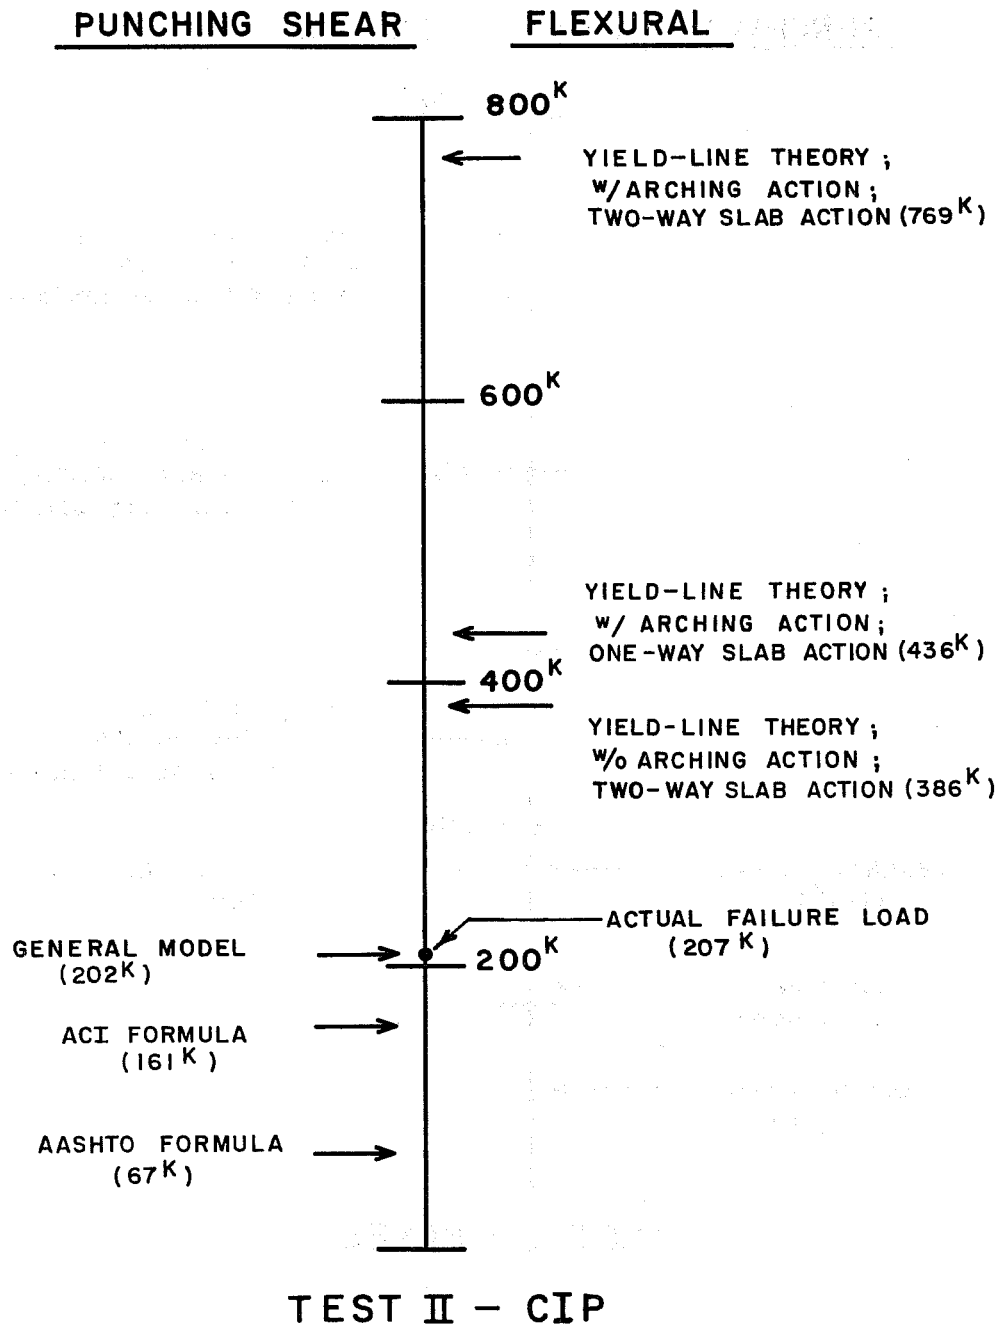 PUNCHING SHEAR
FLEXURAL
800K
YIELD-LINE THEORY ;
W/ ARCHING ACTION ;
TWO-WAY SLAB ACTION (769K)
600K
YIELD-LINE THEORY ;
W/ ARCHING ACTION ;
ONE-WAY SLAB ACTION (436K)
400K
YIELD-LINE THEORY ;
W/O ARCHING ACTION ;
TWO-WAY SLAB ACTION (386K)
ACTUAL FAILURE LOAD
(207K)
GENERAL MODEL
(202K)
200K
ACI FORMULA
(161K)
AASHTO FORMULA
(67K)
TEST II - CIP